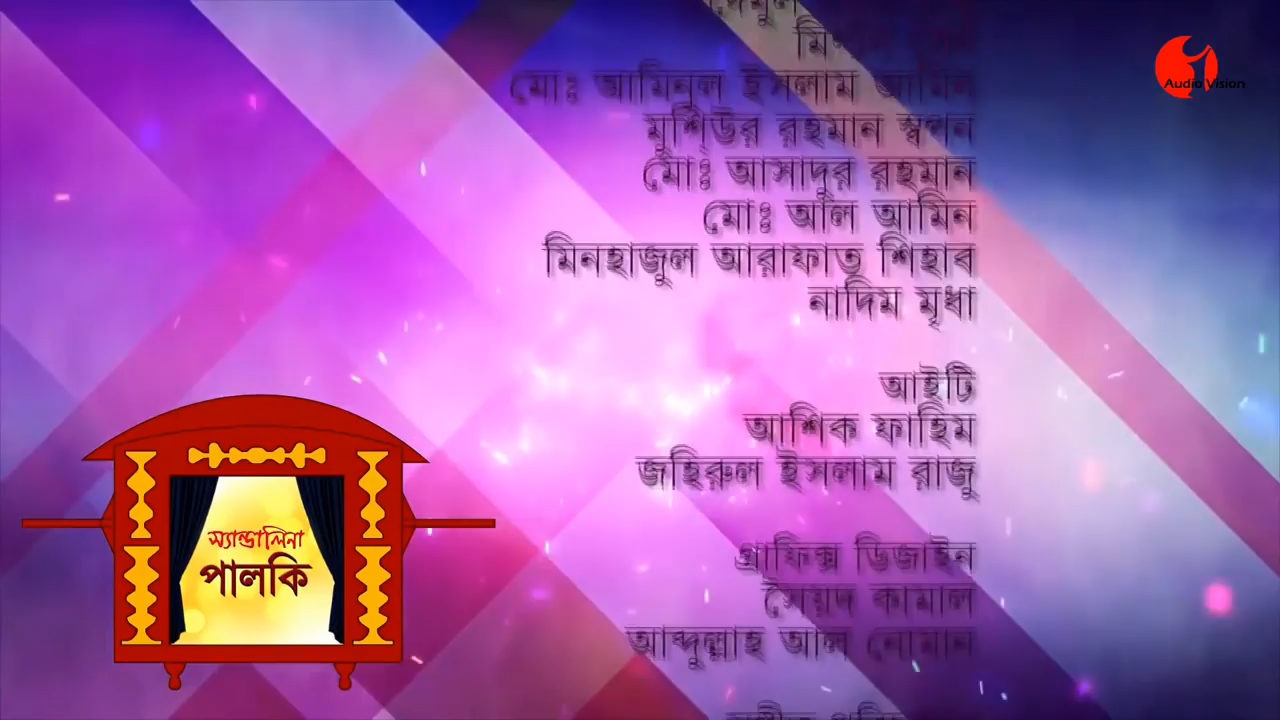 Audio Vision
মোঃ আমিনুল ইসলাম আমিন
মুশিউর রহমান স্বপন
মোঃ আসাদুর রহমান
মোঃ আল আমিন
মিনহাজুল আরাফাত শিহাব
নাদিম মৃধা
আইটি
আশিক ফাহিম
জহিরুল ইসলাম রাজু
গ্রাফিক্স ডিজাইন
সৈয়দ কামাল
আব্দুল্লাহ আল নোমান
স্যান্ডালিনা
পালকি